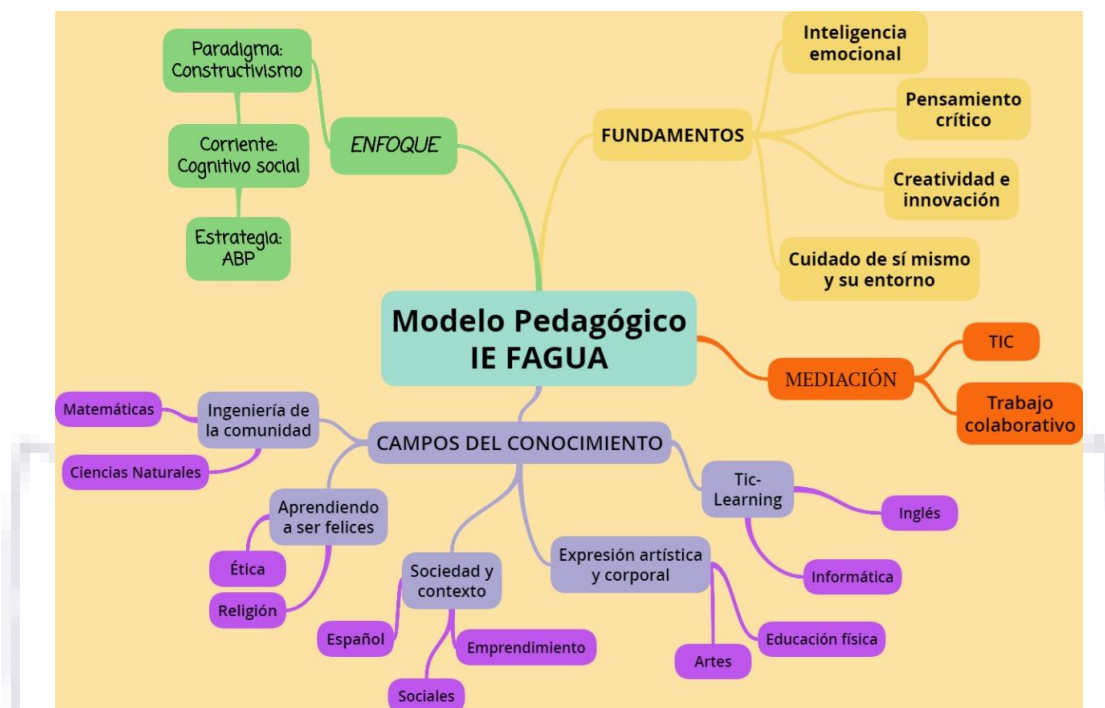 Paradigma:
Constructivismo
Corriente:
Cognitivo social
Estrategia:
ABP
ENFOQUE
FUNDAMENTOS
Inteligencia
emocional
Pensamiento
crítico
Creatividad e
innovación
Cuidado de sí mismo
y su entorno
Modelo Pedagógico
IE FAGUA
MEDIACIÓN
TIC
Trabajo
colaborativo
CAMPOS DEL CONOCIMIENTO
Ingeniería de
la comunidad
Matemáticas
Ciencias Naturales
Aprendiendo
a ser felices
Ética
Religión
Sociedad y
contexto
Español
Sociales
Emprendimiento
Expresión artística
y corporal
Artes
Educación física
Tic-
Learning
Inglés
Informática